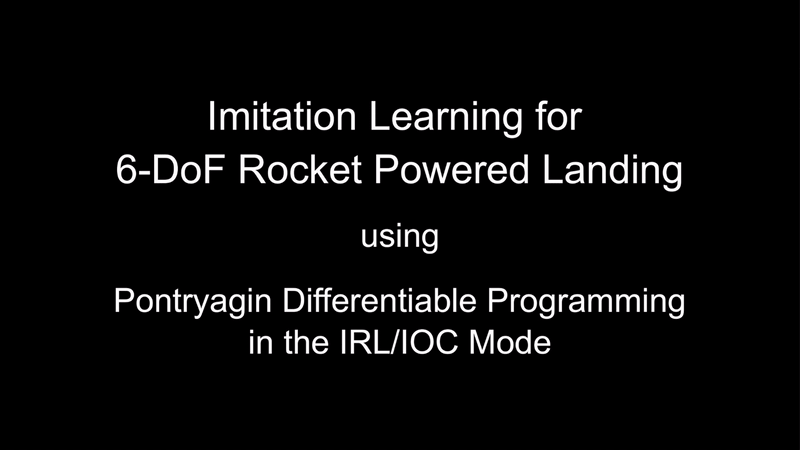 Imitation Learning for
6-DoF Rocket Powered Landing
using
Pontryagin Differentiable Programming
in the IRL/IOC Mode